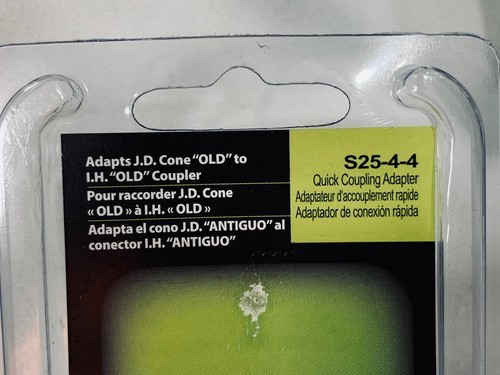 Adapts J.D. Cone "OLD" to
I.H. "OLD" Coupler
Pour raccorder J.D. Cone
« OLD » à I.H. « OLD »
Adapta el cono J.D. "ANTIGUO" al
conector I.H. "ANTIGUO"
S25-4-4
Quick Coupling Adapter
Adaptateur d'accouplement rapide
Adaptador de conexión rápida